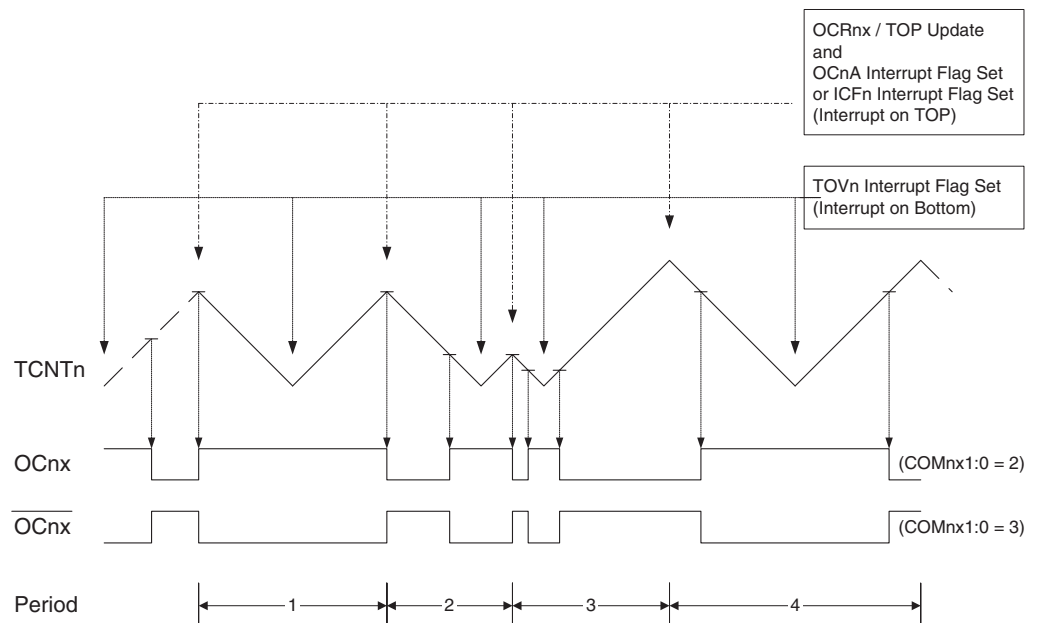 OCRnx / TOP Update
and
OCnA Interrupt Flag Set
or ICFn Interrupt Flag Set
(Interrupt on TOP)
TOVn Interrupt Flag Set
(Interrupt on Bottom)
TCNTn
OCnx
(COMnx1:0 = 2)
OCnx
(COMnx1:0 = 3)
Period
1 2 3 4